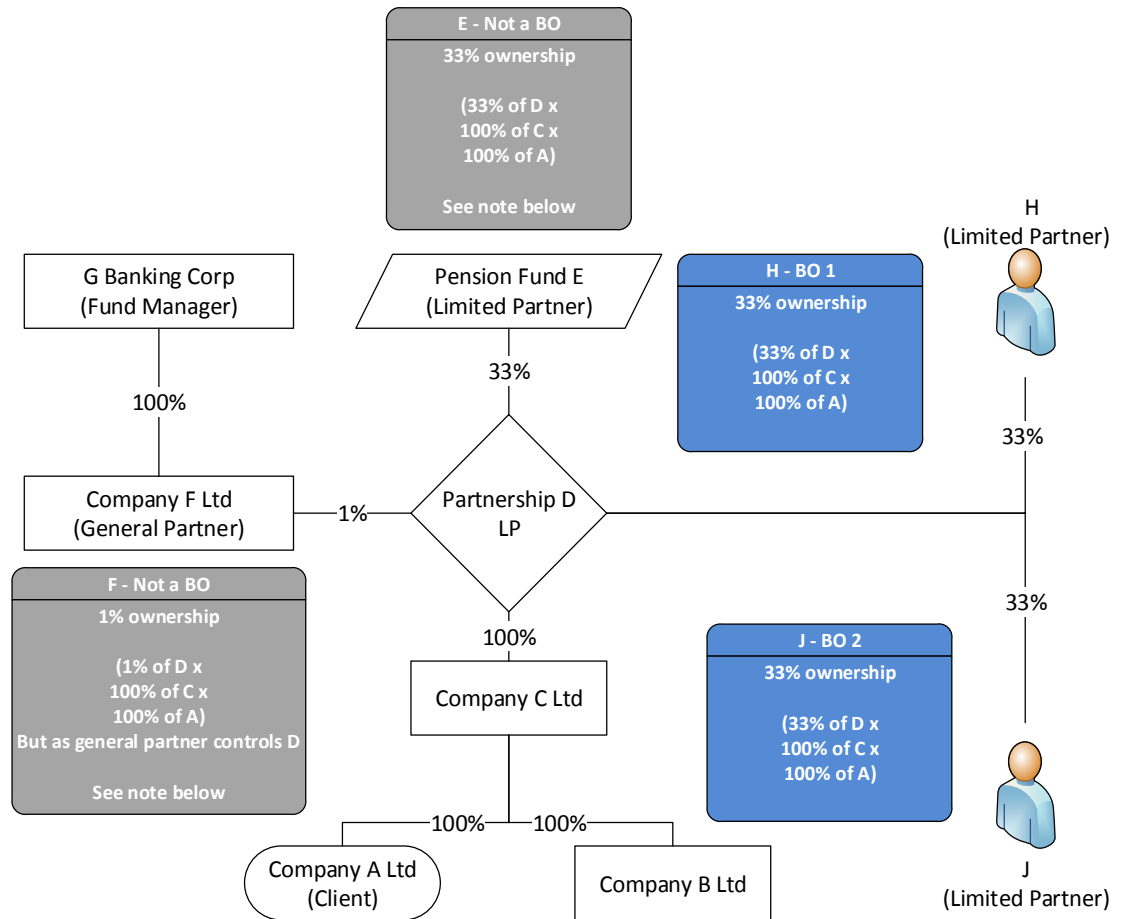 E - Not a BO
33% ownership
(33% of D x
100% of C x
100% of A)
See note below
H
(Limited Partner)
G Banking Corp
(Fund Manager)
Pension Fund E
(Limited Partner)
H - BO 1
33% ownership
(33% of D x
100% of C x
100% of A)
100%
33%
33%
Company F Ltd
(General Partner)
1%
Partnership D
LP
F - Not a BO
1% ownership
(1% of D x
100% of C x
100% of A)
But as general partner controls D
See note below
100%
Company C Ltd
33%
J - BO 2
33% ownership
(33% of D x
100% of C x
100% of A)
100%
100%
Company A Ltd
(Client)
Company B Ltd
J
(Limited Partner)